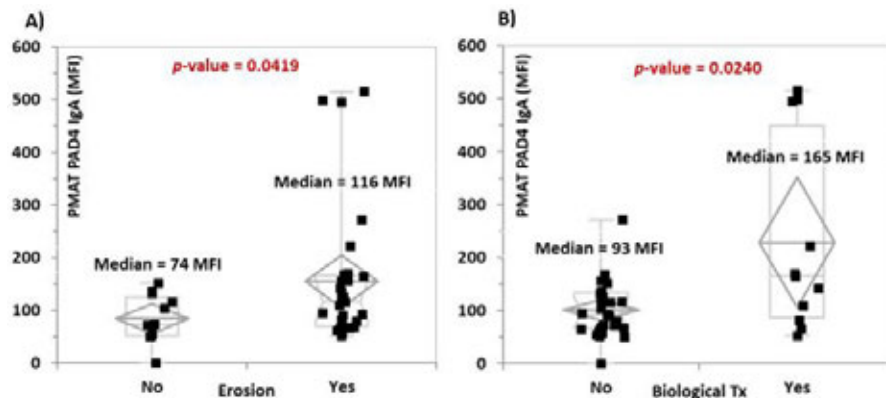 A)
600
500
400
300
200
100
0
PMAT PAD4 IgA (MFI)
p-value = 0.0419
Median = 116 MFI
Median = 74 MFI
No
Erosion
Yes
B)
600
500
400
300
200
100
0
PMAT PAD4 IgA (MFI)
p-value = 0.0240
Median = 165 MFI
Median = 93 MFI
No
Biological Tx
Yes